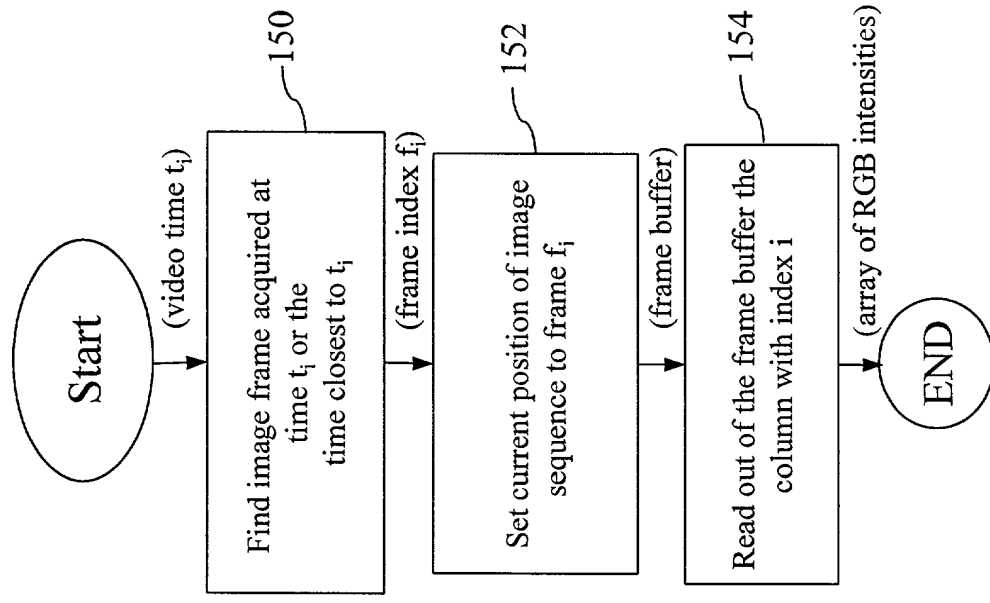 Start
(video time tᵢ)
150
Find image frame acquired at
time tᵢ or the
time closest to tᵢ
(frame index fᵢ)
152
Set current position of image
sequence to frame fᵢ
(frame buffer)
154
Read out of the frame buffer the
column with index i
(array of RGB intensities)
END